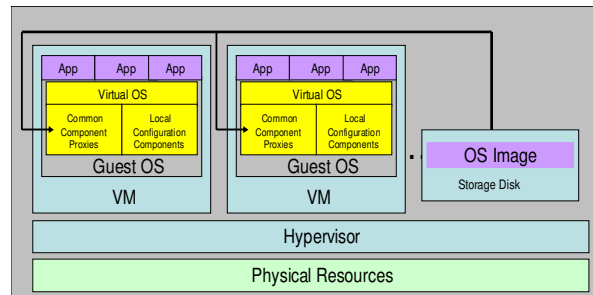 App App App
Virtual OS
Common Component Proxies
Local Configuration Components
Guest OS
VM
App App App
Virtual OS
Common Component Proxies
Local Configuration Components
Guest OS
VM
OS Image
Storage Disk
Hypervisor
Physical Resources